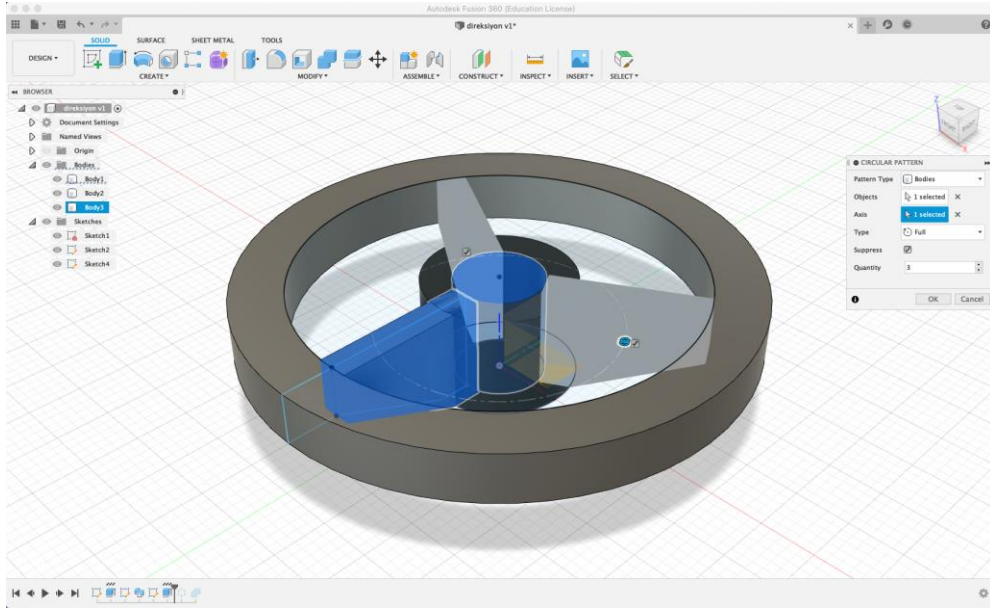 Autodesk Fusion 360 (Education License)
direksiyon v1*
SOLID SURFACE SHEET METAL TOOLS
DESIGN
CREATE MODIFY ASSEMBLE CONSTRUCT INSPECT INSERT SELECT
BROWSER
direksiyon v1
Document Settings
Named Views
Origin
Bodies
Body1
Body2
Body3
Sketches
Sketch1
Sketch2
Sketch4
Z
X
CIRCULAR PATTERN
Pattern Type Bodies
Objects 1 selected
Axis 1 selected
Type Full
Suppress
Quantity 3
OK Cancel